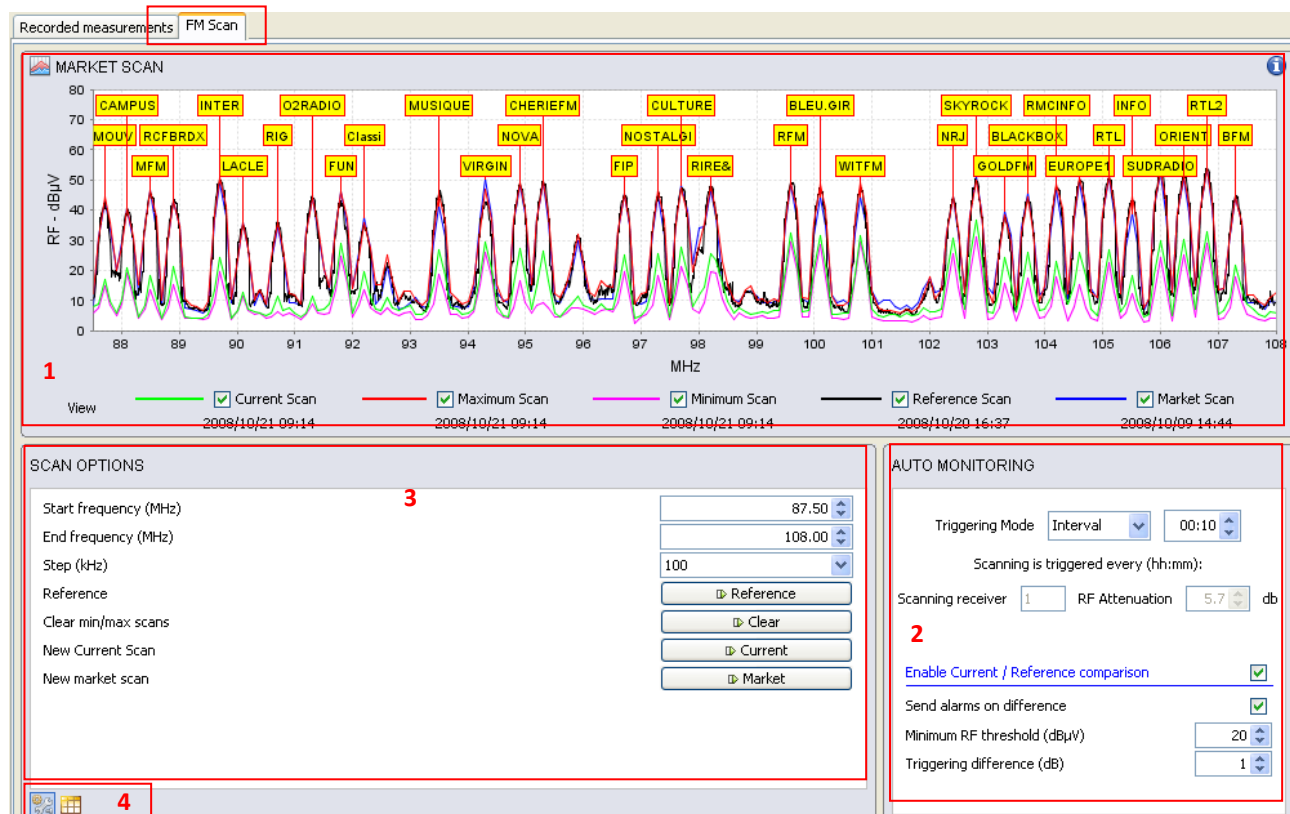 Recorded measurements FM Scan
MARKET SCAN
CAMPUS INTER O2RADIO MUSIQUE CHERIEFM CULTURE BLEU.GIR SKYROCK RMCINFO INFO RTL2
MOUV RCFBRDX RIG Classi NOVA NOSTALGI RFM NRJ BLACKBOX RTL ORIENT BFM
MFM LACLE FUN VIRGIN FIP RIRE& WITFM GOLDFM EUROPE1 SUDRADIO
80
70
60
50
40
30
20
10
0
RF - dBµV
88 89 90 91 92 93 94 95 96 97 98 99 100 101 102 103 104 105 106 107 108
MHz
1
View Current Scan Maximum Scan Minimum Scan Reference Scan Market Scan
2008/10/21 09:14 2008/10/21 09:14 2008/10/21 09:14 2008/10/20 16:37 2008/10/09 14:44
SCAN OPTIONS
3
Start frequency (MHz) 87.50
End frequency (MHz) 108.00
Step (kHz) 100
Reference Reference
Clear min/max scans Clear
New Current Scan Current
New market scan Market
4
AUTO MONITORING
Triggering Mode Interval 00:10
Scanning is triggered every (hh:mm):
Scanning receiver 1 RF Attenuation 5.7 db
2
Enable Current / Reference comparison
Send alarms on difference
Minimum RF threshold (dBµV) 20
Triggering difference (dB) 1